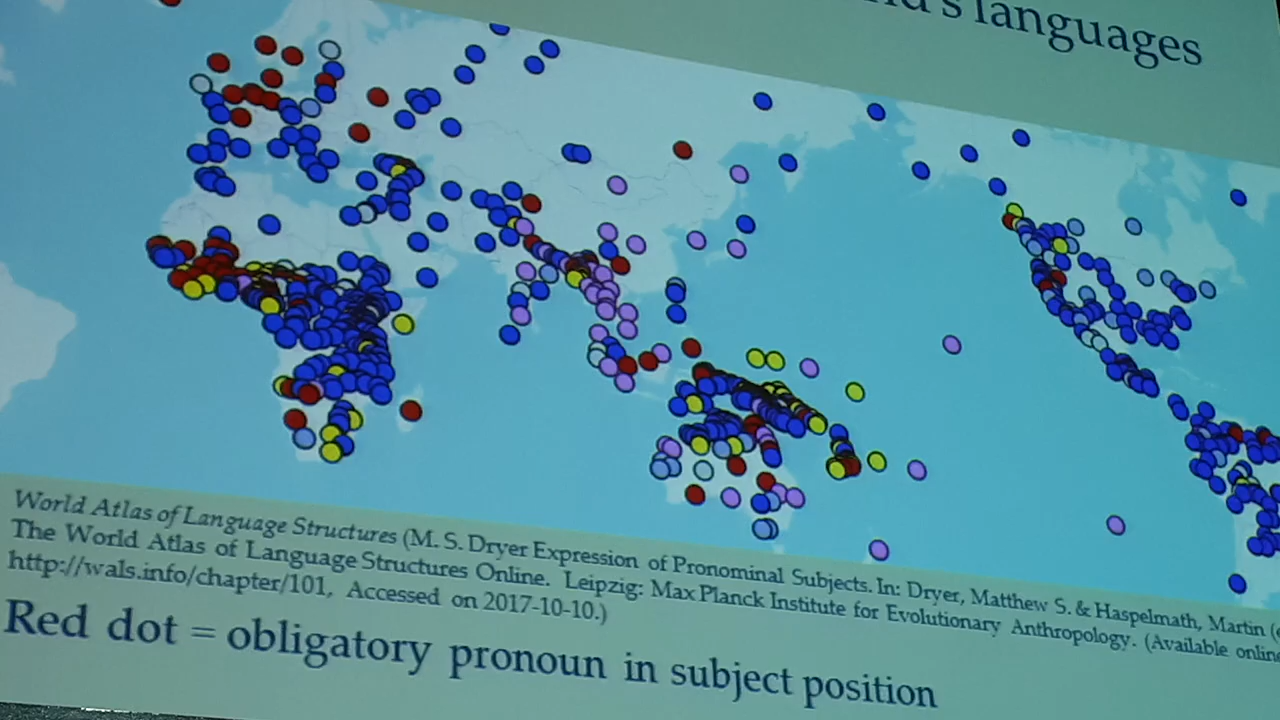 languages
World Atlas of Language Structures (M. S. Dryer Expression of Pronominal Subjects. In: Dryer, Matthew S. & Haspelmath, Martin
The World Atlas of Language Structures Online. Leipzig: Max Planck Institute for Evolutionary Anthropology. (Available online
http://wals.info/chapter/101, Accessed on 2017-10-10.)
Red dot = obligatory pronoun in subject position